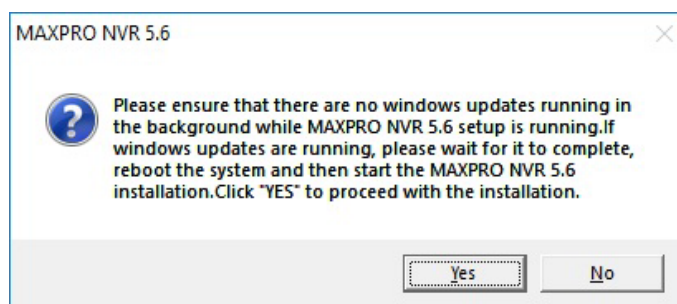 MAXPRO NVR 5.6
Please ensure that there are no windows updates running in
the background while MAXPRO NVR 5.6 setup is running.If
windows updates are running, please wait for it to complete,
reboot the system and then start the MAXPRO NVR 5.6
installation.Click "YES" to proceed with the installation.
Yes
No